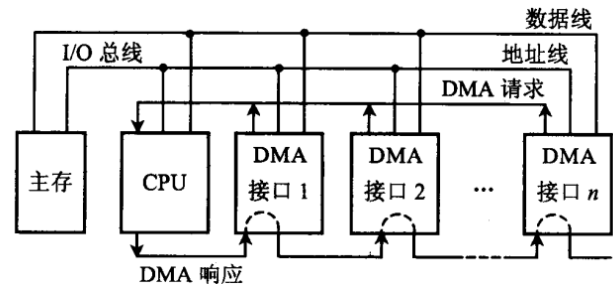 数据线
I/O 总线
地址线
DMA 请求
主存
CPU
DMA
接口 1
DMA
接口 2
···
DMA
接口 n
DMA 响应